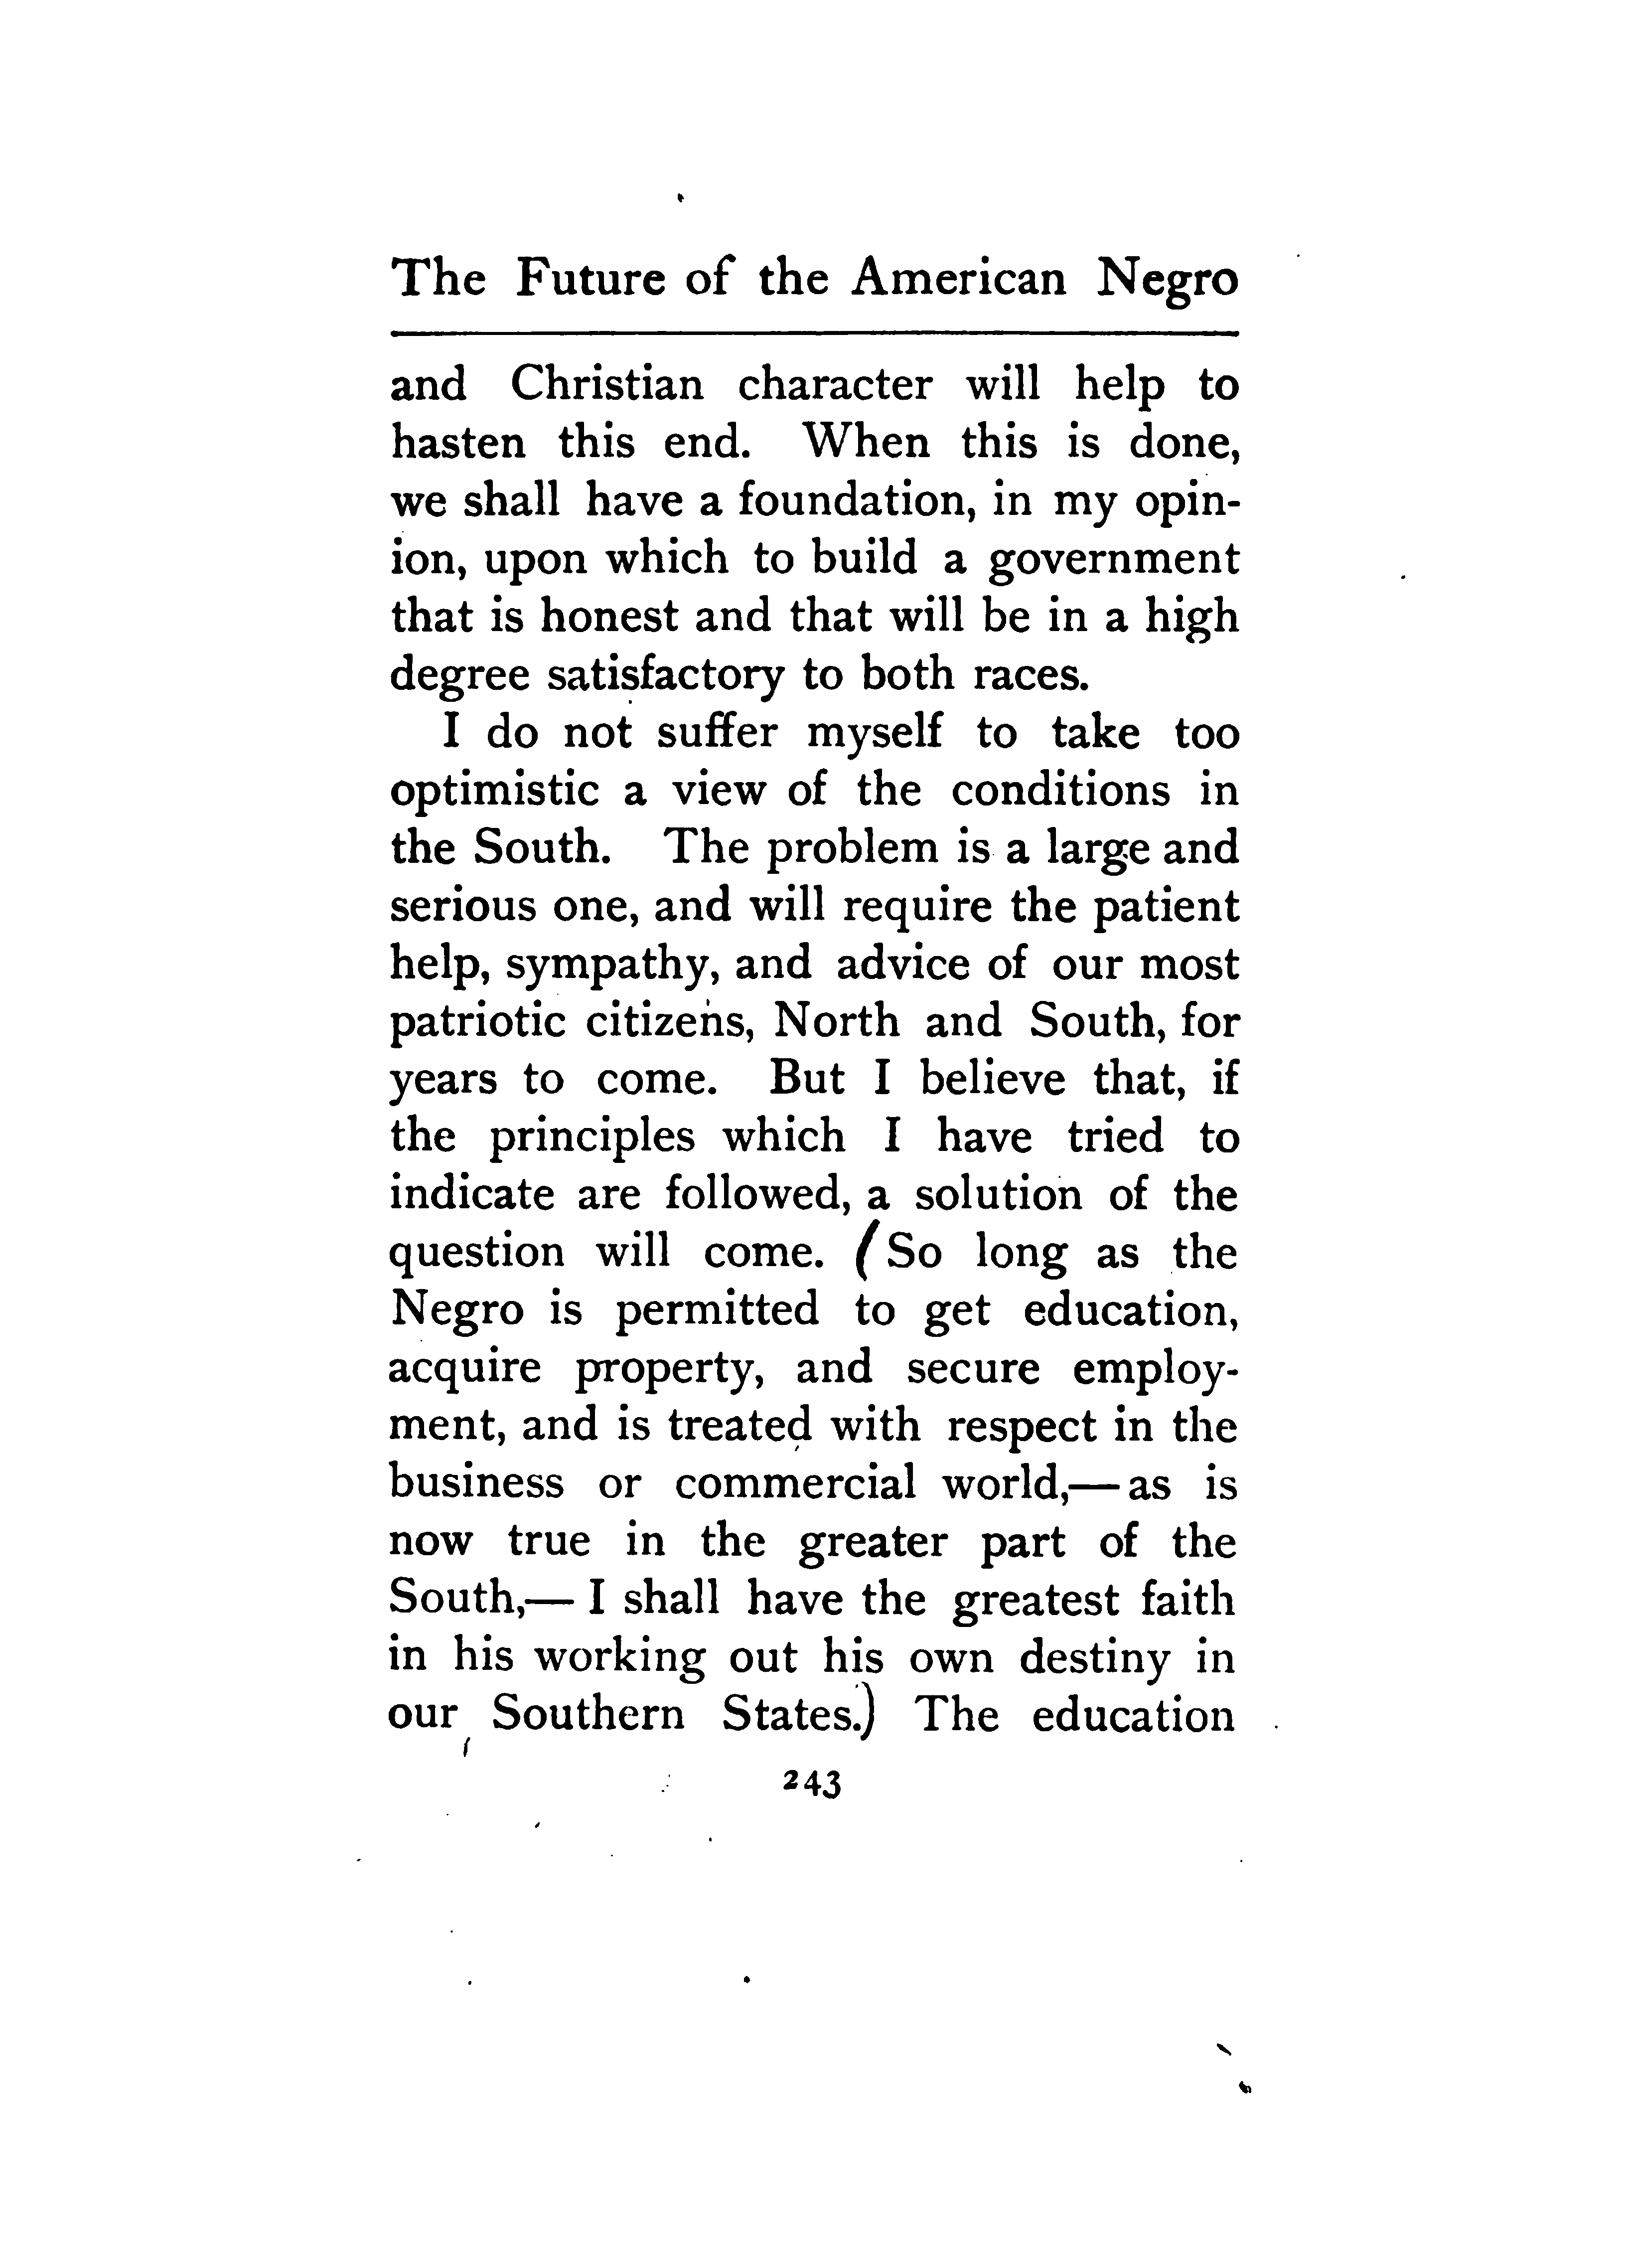 The Future of the American Negro
and Christian character will help to
hasten this end. When this is done,
we shall have a foundation, in my opin-
ion, upon which to build a government
that is honest and that will be in a high
degree satisfactory to both races.
I do not suffer myself to take too
optimistic a view of the conditions in
the South. The problem is a large and
serious one, and will require the patient
help, sympathy, and advice of our most
patriotic citizens, North and South, for
years to come. But I believe that, if
the principles which I have tried to
indicate are followed, a solution of the
question will come. (So long as the
Negro is permitted to get education,
acquire property, and secure employ-
ment, and is treated with respect in the
business or commercial world,—as is
now true in the greater part of the
South,— I shall have the greatest faith
in his working out his own destiny in
our Southern States.) The education
243